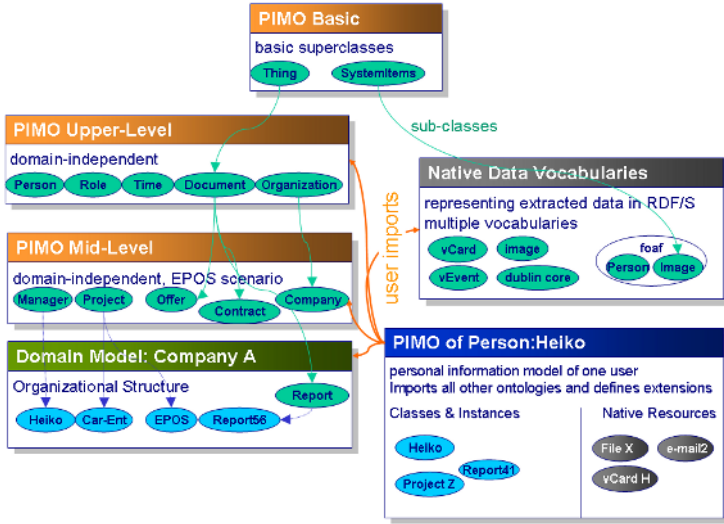 PIMO Basic
basic superclasses
Thing
SystemItems
PIMO Upper-Level
domain-independent
Person
Role
Time
Document
Organization
sub-classes
Native Data Vocabularies
representing extracted data in RDF/S
multiple vocabularies
vCard
image
vEvent
dublin core
foaf
Person
Image
user imports
PIMO Mid-Level
domain-independent, EPOS scenario
Manager
Project
Offer
Contract
Company
Domain Model: Company A
Organizational Structure
Report
Heiko
Car-Ent
EPOS
Report56
PIMO of Person:Heiko
personal information model of one user
Imports all other ontologies and defines extensions
Classes & Instances
Heiko
Report41
Project Z
Native Resources
File X
e-mail2
vCard H